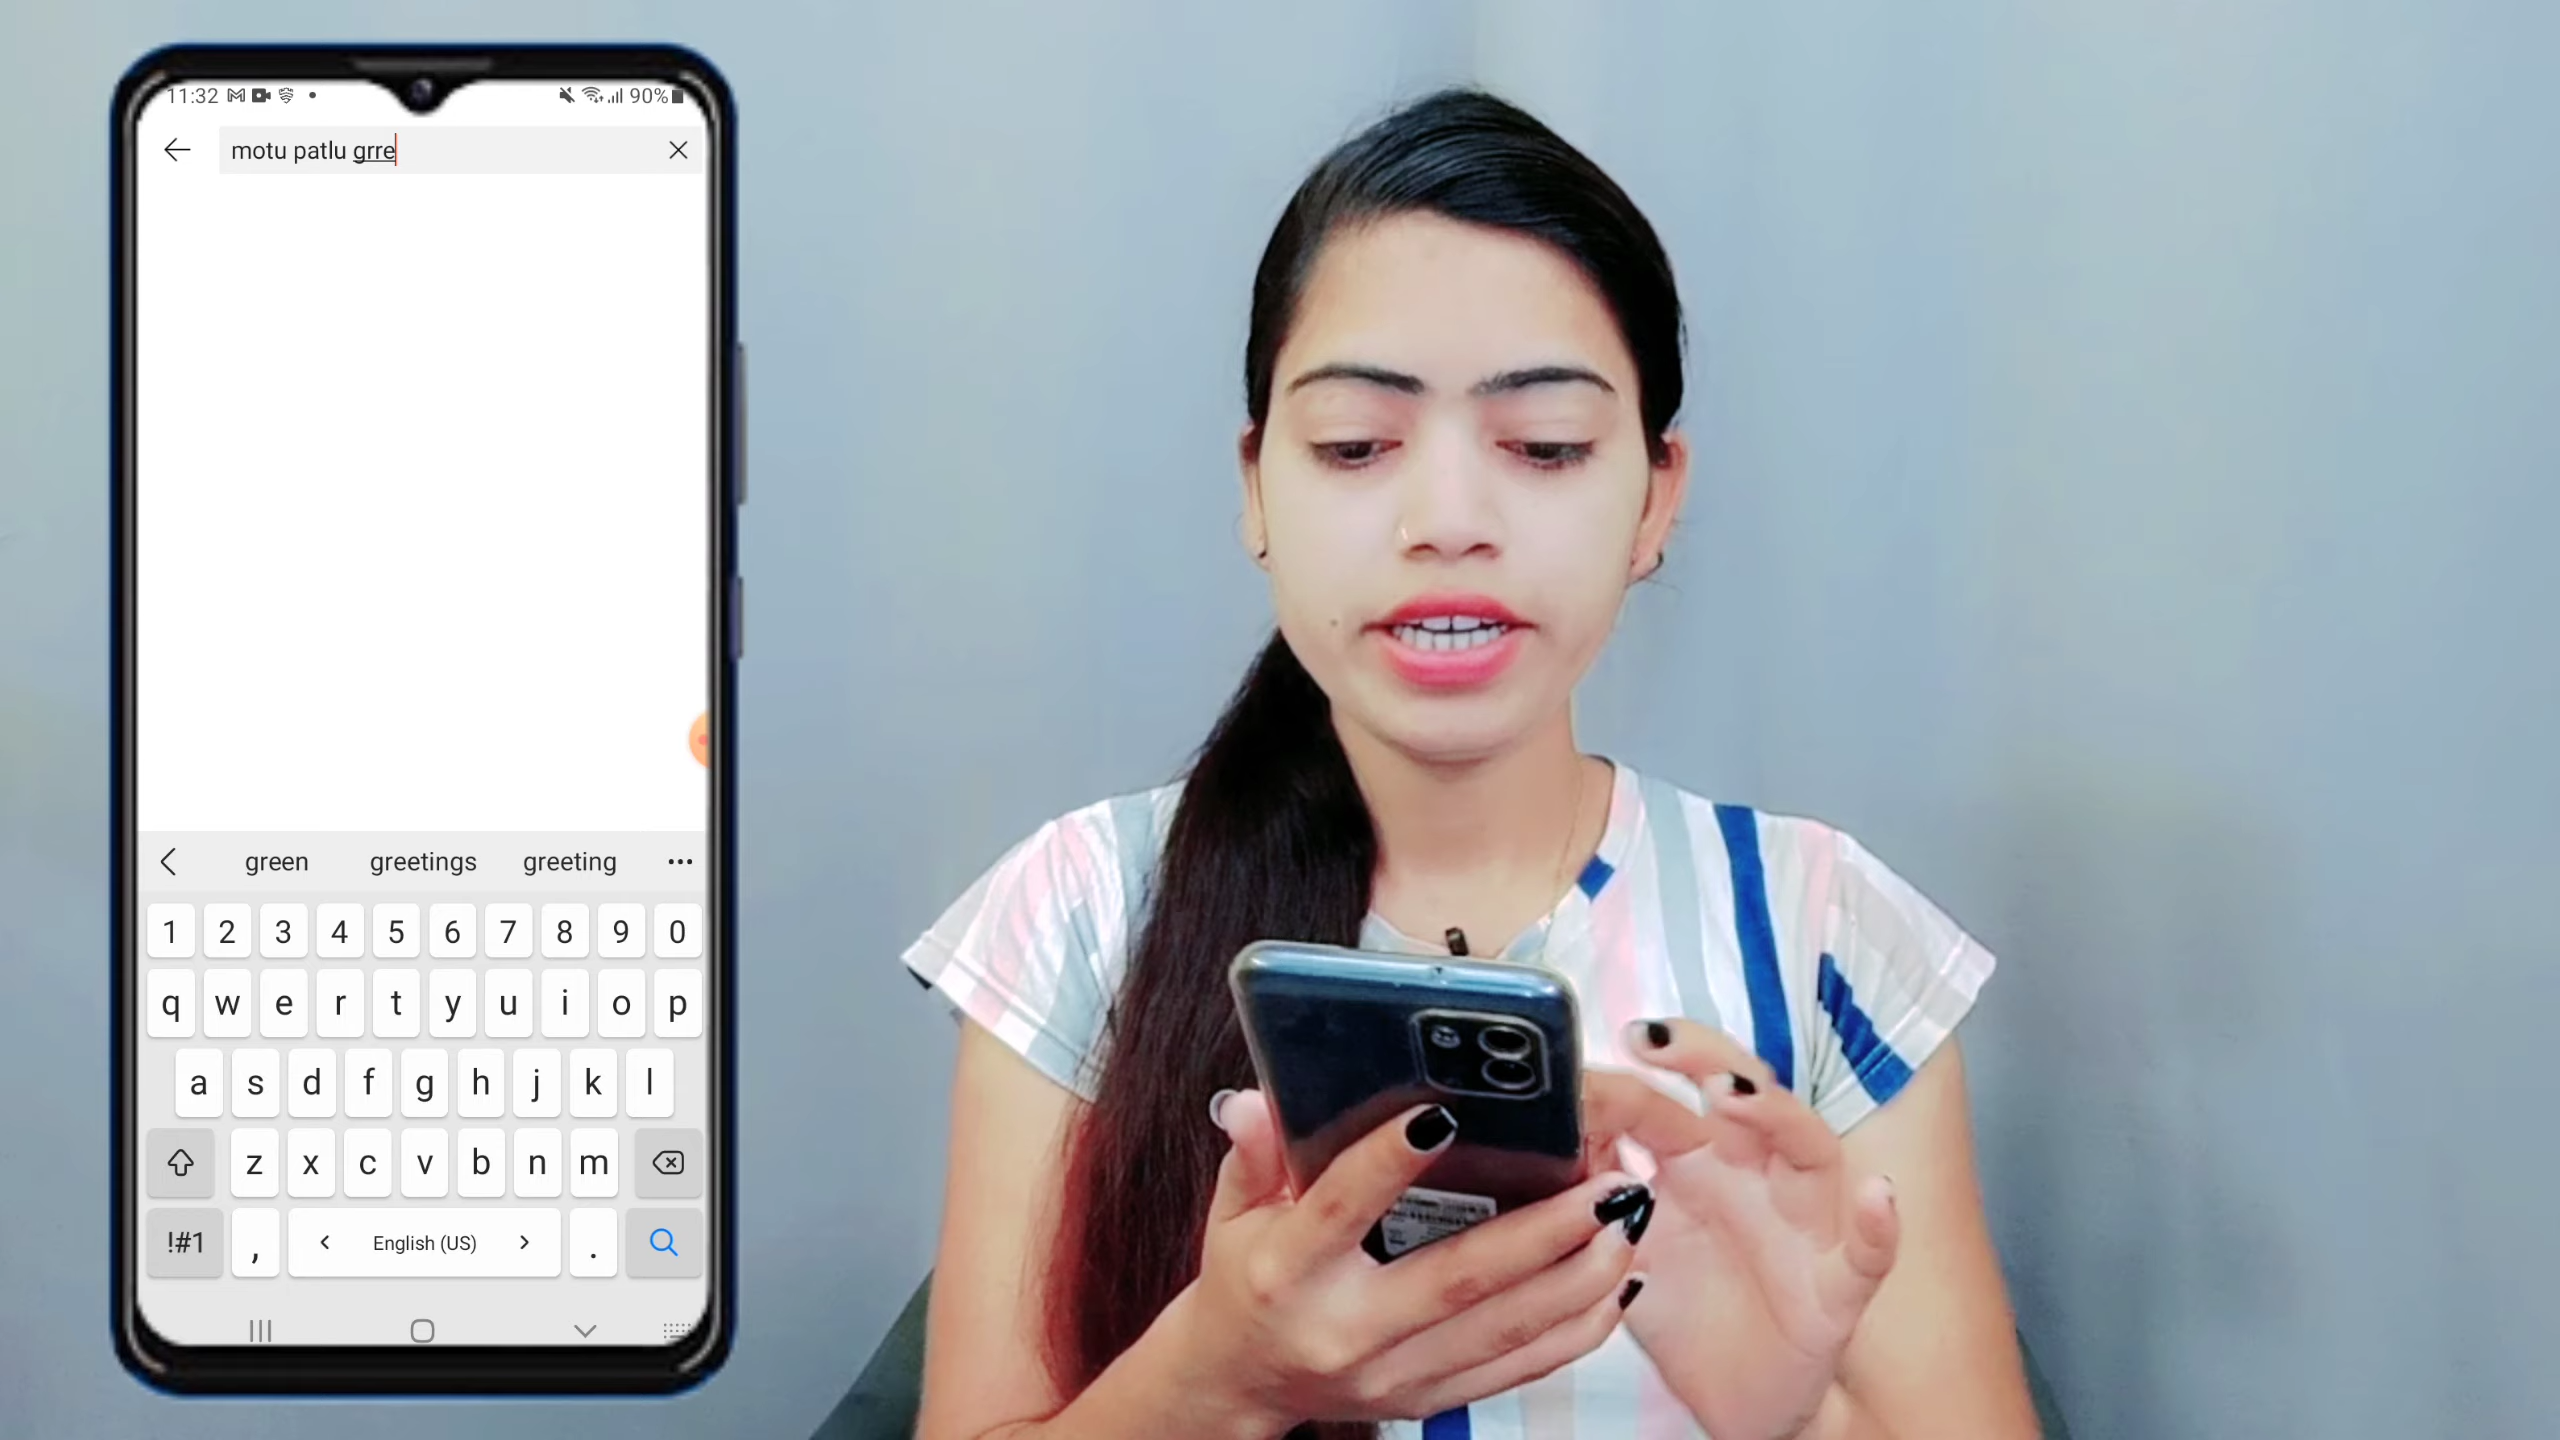 11:32 90%
motu patlu grre
green greetings greeting
1 2 3 4 5 6 7 8 9 0
q w e r t y u i o p
a s d f g h j k l
z x c v b n m
!#1 , English (US) .